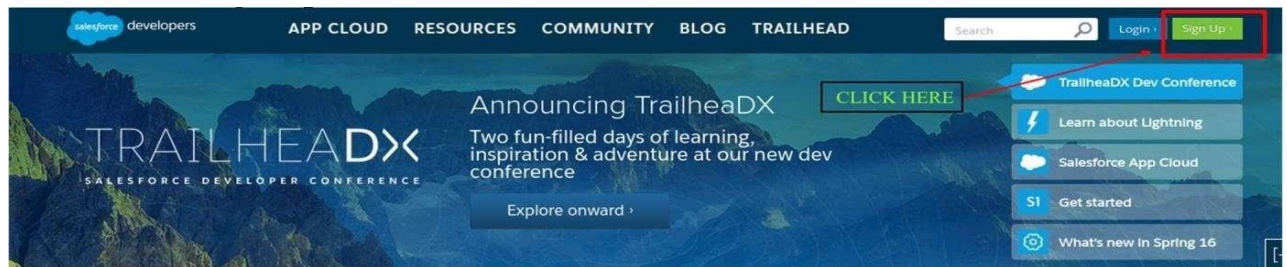 salesforce developers
APP CLOUD RESOURCES COMMUNITY BLOG TRAILHEAD
Search
Login ›
Sign Up ›
TRAILHEADX
SALESFORCE DEVELOPER CONFERENCE
Announcing TrailheaDX
Two fun-filled days of learning,
inspiration & adventure at our new dev
conference
Explore onward ›
CLICK HERE
TrailheaDX Dev Conference
Learn about Lightning
Salesforce App Cloud
S1 Get started
What's new in Spring 16